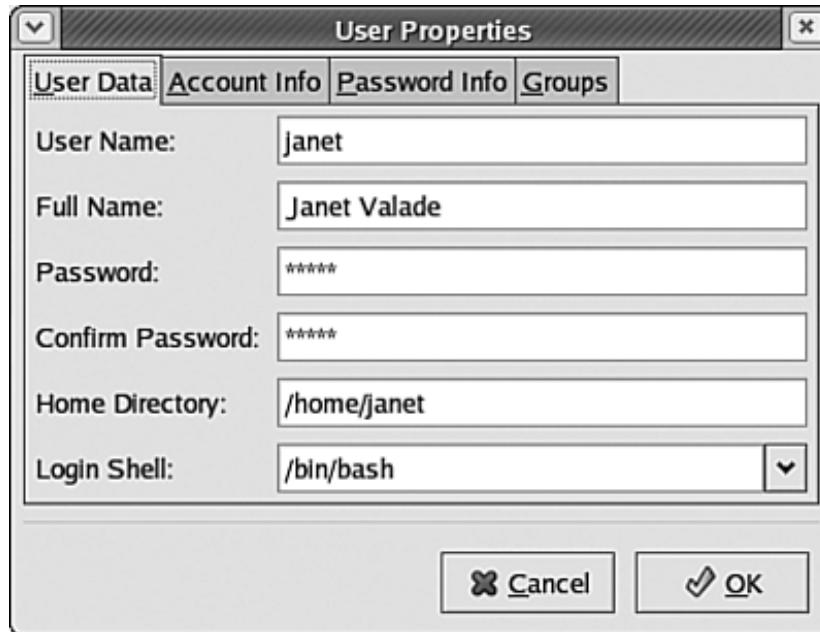 User Properties
User Data Account Info Password Info Groups
User Name: janet
Full Name: Janet Valade
Password: *****
Confirm Password: *****
Home Directory: /home/janet
Login Shell: /bin/bash
Cancel OK